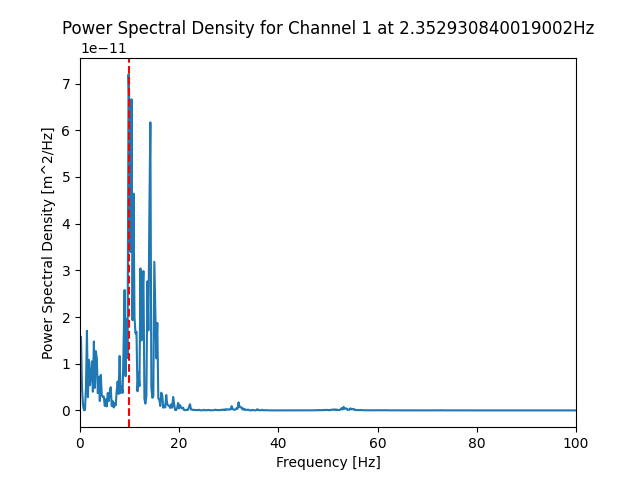 Power Spectral Density for Channel 1 at 2.352930840019002Hz
1e−11
7
6
5
4
3
2
1
0
Power Spectral Density [m^2/Hz]
0 20 40 60 80 100
Frequency [Hz]